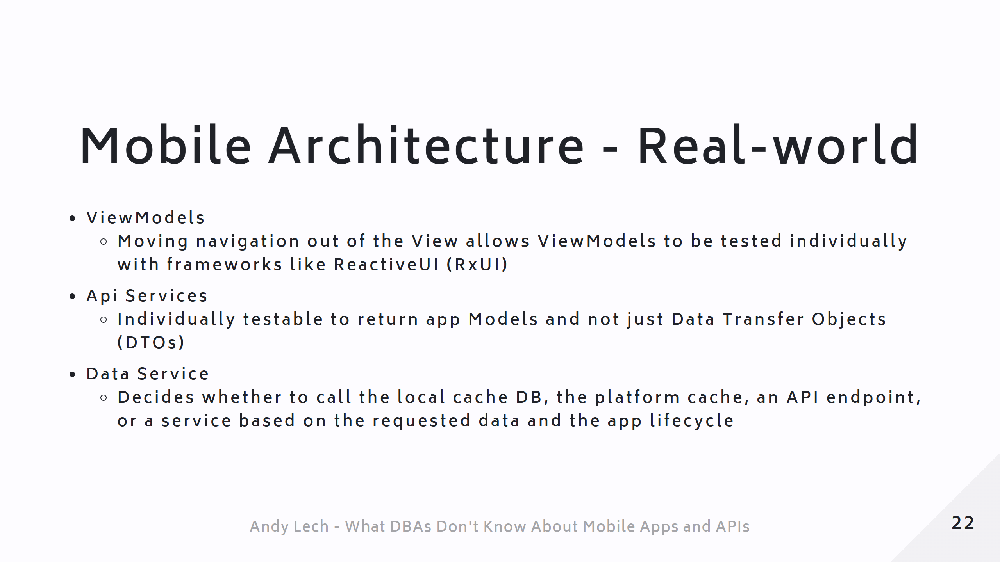 Mobile Architecture - Real-world
ViewModels
Moving navigation out of the View allows ViewModels to be tested individually
with frameworks like ReactiveUI (RxUI)
Api Services
Individually testable to return app Models and not just Data Transfer Objects
(DTOs)
Data Service
Decides whether to call the local cache DB, the platform cache, an API endpoint,
or a service based on the requested data and the app lifecycle
Andy Lech - What DBAs Don't Know About Mobile Apps and APIs
22